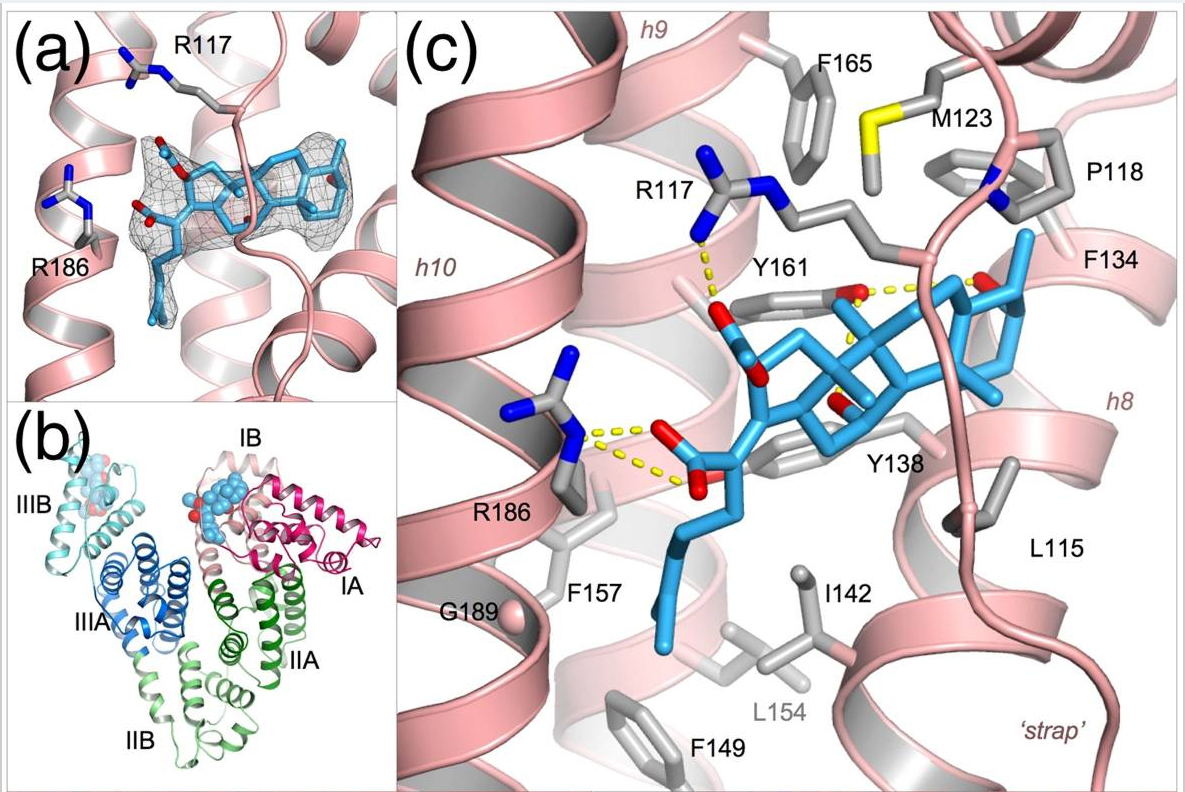 (a)
R117
R186
(b)
IB
IIIB
IA
IIIA
IIA
IIB
(c)
h9
F165
M123
R117
P118
h10
Y161
F134
h8
Y138
R186
L115
F157
I142
G189
L154
'strap'
F149